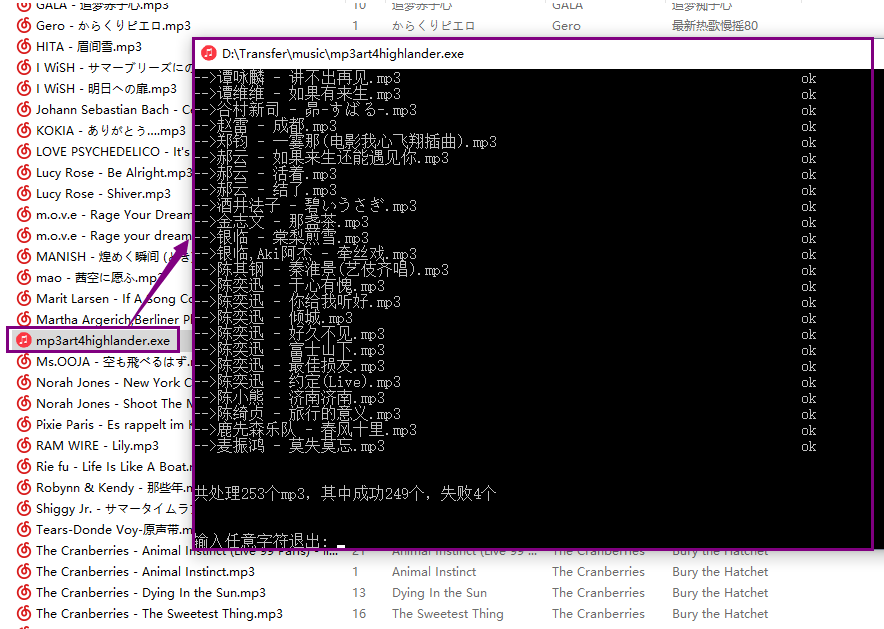 GALA - 追梦赤子心.mp3 10 追梦赤子心 GALA 追梦痴子心
Gero - からくりピエロ.mp3 1 からくりピエロ Gero 最新热歌慢摇80
HITA - 眉间雪.mp3
I WiSH - サマーブリーズにの
I WiSH - 明日への扉.mp3
Johann Sebastian Bach - Ce
KOKIA - ありがとう....mp3
LOVE PSYCHEDELICO - It's
Lucy Rose - Be Alright.mp3
Lucy Rose - Shiver.mp3
m.o.v.e - Rage Your Dream
m.o.v.e - Rage your dream
MANISH - 煌めく瞬間 (とき)
mao - 茜空に愿ふ.mp3
Marit Larsen - If A Song Co
Martha Argerich,Berliner Pl
mp3art4highlander.exe
Ms.OOJA - 空も飛べるはず.
Norah Jones - New York C
Norah Jones - Shoot The M
Pixie Paris - Es rappelt im K
RAM WIRE - Lily.mp3
Rie fu - Life Is Like A Boat.
Robynn & Kendy - 那些年.m
Shiggy Jr. - サマータイムラブ
Tears-Donde Voy-原声带.m
The Cranberries - Animal Instinct (Live 99 Paris) - li... 21 Animal Instinct (Live 99 ... The Cranberries Bury the Hatchet
The Cranberries - Animal Instinct.mp3 1 Animal Instinct The Cranberries Bury the Hatchet
The Cranberries - Dying In the Sun.mp3 13 Dying In the Sun The Cranberries Bury the Hatchet
The Cranberries - The Sweetest Thing.mp3 16 The Sweetest Thing The Cranberries Bury the Hatchet
D:\Transfer\music\mp3art4highlander.exe
-->谭咏麟 - 讲不出再见.mp3 ok
-->谭维维 - 如果有来生.mp3 ok
-->谷村新司 - 昴-すばる-.mp3 ok
-->赵雷 - 成都.mp3 ok
-->郑钧 - 一雾那(电影我心飞翔插曲).mp3 ok
-->郝云 - 如果来生还能遇见你.mp3 ok
-->郝云 - 活着.mp3 ok
-->郝云 - 结了.mp3 ok
-->酒井法子 - 碧いうさぎ.mp3 ok
-->金志文 - 那盏茶.mp3 ok
-->银临 - 棠梨煎雪.mp3 ok
-->银临,Aki阿杰 - 牵丝戏.mp3 ok
-->陈其钢 - 秦淮景(艺伎齐唱).mp3 ok
-->陈奕迅 - 于心有愧.mp3 ok
-->陈奕迅 - 你给我听好.mp3 ok
-->陈奕迅 - 倾城.mp3 ok
-->陈奕迅 - 好久不见.mp3 ok
-->陈奕迅 - 富士山下.mp3 ok
-->陈奕迅 - 最佳损友.mp3 ok
-->陈奕迅 - 约定(Live).mp3 ok
-->陈小熊 - 济南济南.mp3 ok
-->陈绮贞 - 旅行的意义.mp3 ok
-->鹿先森乐队 - 春风十里.mp3 ok
-->麦振鸿 - 莫失莫忘.mp3 ok
共处理253个mp3, 其中成功249个, 失败4个
输入任意字符退出: